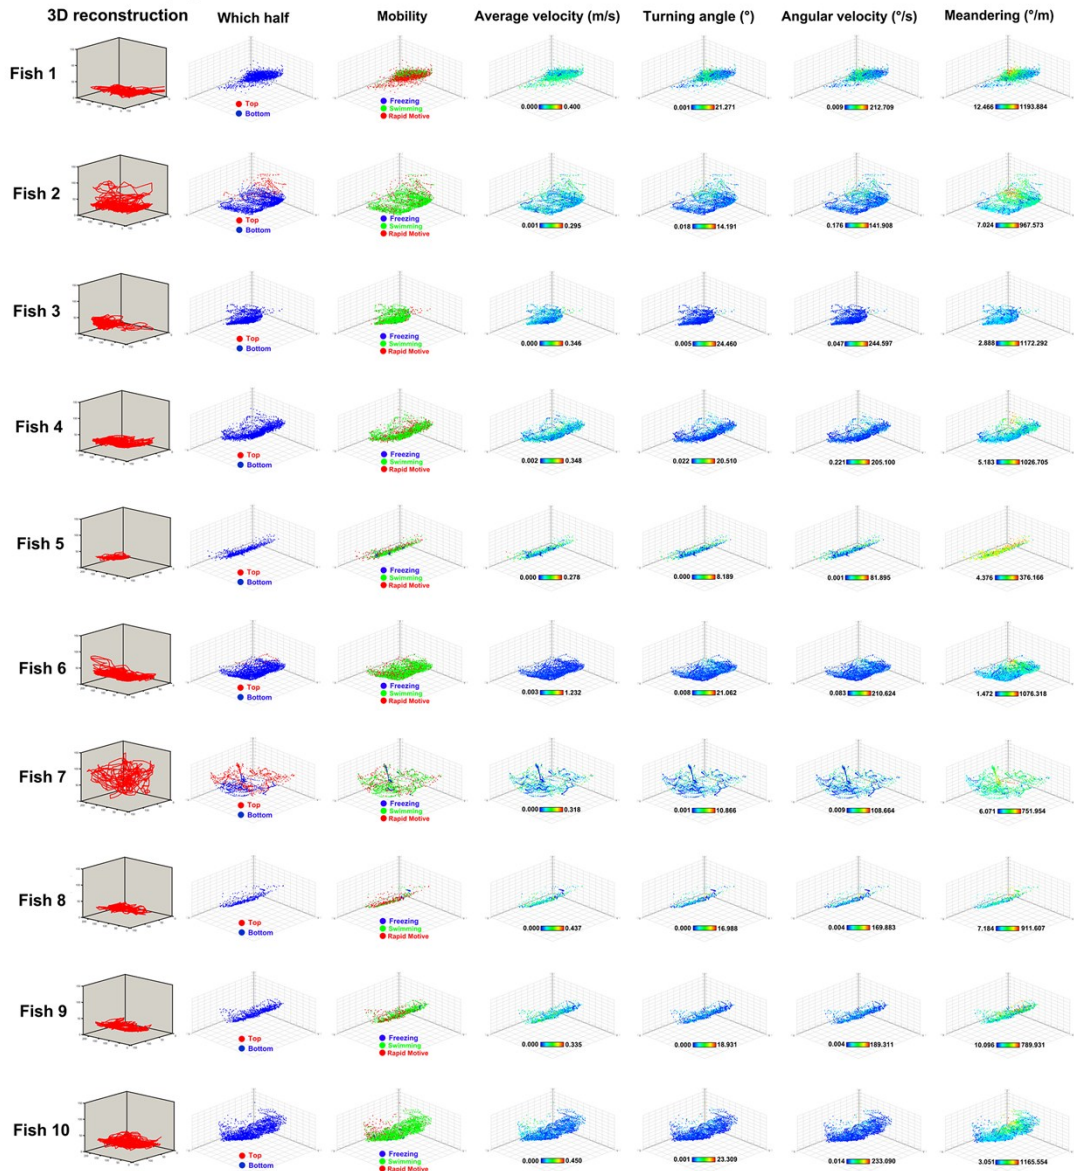 3D reconstruction Which half Mobility Average velocity (m/s) Turning angle (°) Angular velocity (°/s) Meandering (°/m)
Fish 1
Top
Bottom
Freezing
Swimming
Rapid Motive
0.000 0.400
0.001 21.271
0.009 212.709
12.466 1193.884
Fish 2
Top
Bottom
Freezing
Swimming
Rapid Motive
0.001 0.295
0.018 14.191
0.176 141.908
7.024 967.573
Fish 3
Top
Bottom
Freezing
Swimming
Rapid Motive
0.000 0.346
0.005 24.460
0.047 244.597
2.888 1172.292
Fish 4
Top
Bottom
Freezing
Swimming
Rapid Motive
0.002 0.348
0.022 20.510
0.221 205.100
5.183 1026.705
Fish 5
Top
Bottom
Freezing
Swimming
Rapid Motive
0.000 0.278
0.000 8.189
0.001 81.895
4.376 376.166
Fish 6
Top
Bottom
Freezing
Swimming
Rapid Motive
0.003 1.232
0.008 21.062
0.083 210.624
1.472 1076.318
Fish 7
Top
Bottom
Freezing
Swimming
Rapid Motive
0.000 0.318
0.001 10.866
0.009 108.664
6.071 751.954
Fish 8
Top
Bottom
Freezing
Swimming
Rapid Motive
0.000 0.437
0.000 16.988
0.004 169.883
7.184 911.607
Fish 9
Top
Bottom
Freezing
Swimming
Rapid Motive
0.000 0.335
0.000 18.931
0.004 189.311
10.096 789.931
Fish 10
Top
Bottom
Freezing
Swimming
Rapid Motive
0.000 0.450
0.001 23.309
0.014 233.090
3.051 1165.554